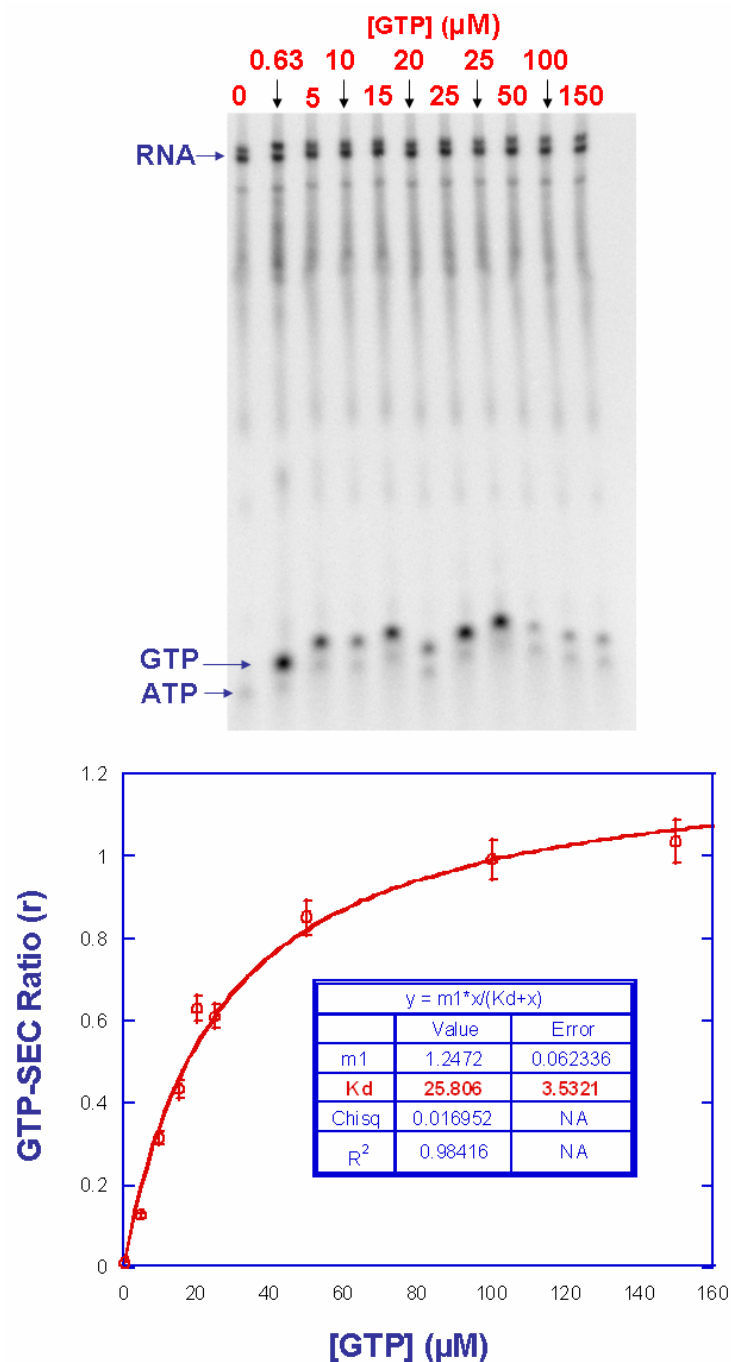 [GTP] (µM)
0.63 10 20 25 100
0 5 15 25 50 150
RNA
GTP
ATP
1.2
1
0.8
0.6
0.4
0.2
0
GTP-SEC Ratio (r)
y = m1*x/(Kd+x)
Value Error
m1 1.2472 0.062336
Kd 25.806 3.5321
Chisq 0.016952 NA
R² 0.98416 NA
0 20 40 60 80 100 120 140 160
[GTP] (µM)